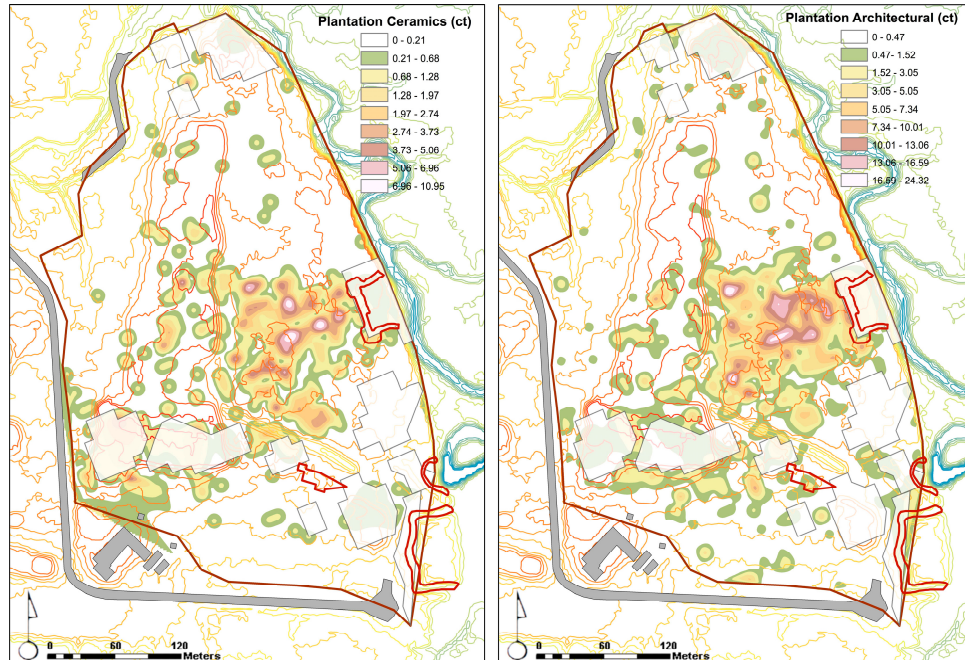 Plantation Ceramics (ct)
0 - 0.21
0.21 - 0.68
0.68 - 1.28
1.28 - 1.97
1.97 - 2.74
2.74 - 3.73
3.73 - 5.06
5.06 - 6.96
6.96 - 10.95
0 60 120
Meters
Plantation Architectural (ct)
0 - 0.47
0.47 - 1.52
1.52 - 3.05
3.05 - 5.05
5.05 - 7.34
7.34 - 10.01
10.01 - 13.06
13.06 - 16.59
16.59 - 24.32
0 60 120
Meters